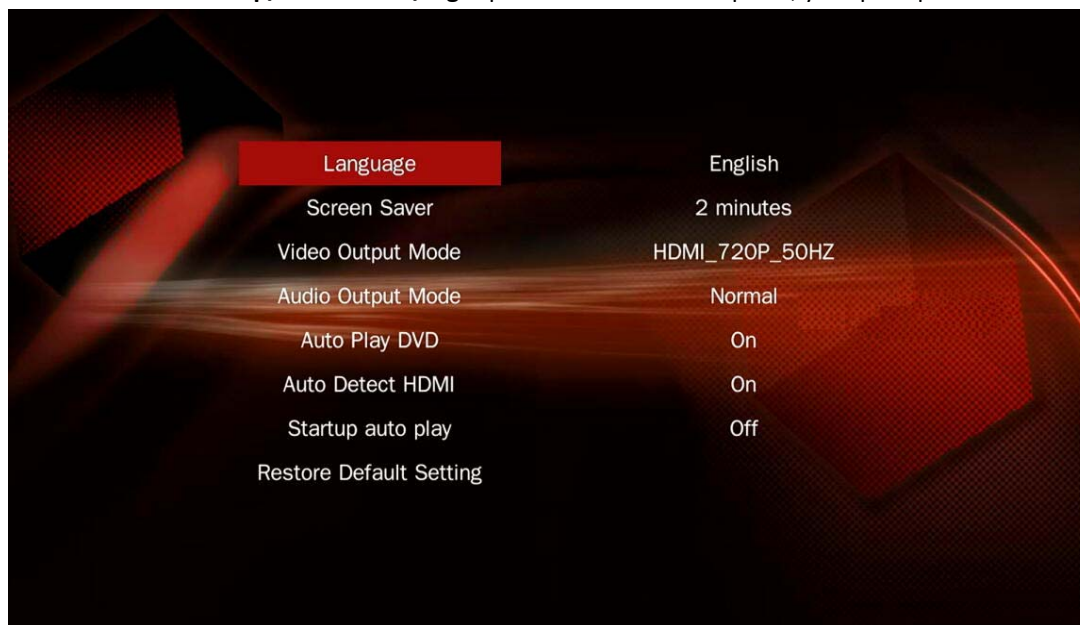 Language English
Screen Saver 2 minutes
Video Output Mode HDMI_720P_50HZ
Audio Output Mode Normal
Auto Play DVD On
Auto Detect HDMI On
Startup auto play Off
Restore Default Setting